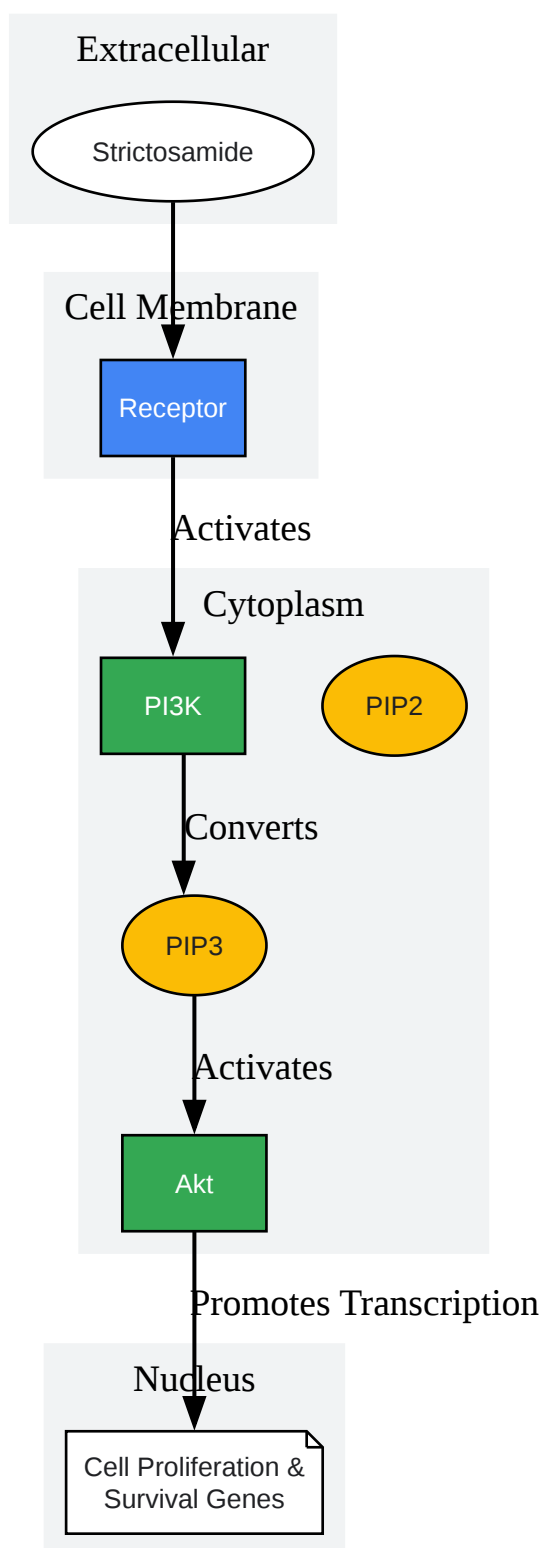 Extracellular
Strictosamide
Cell Membrane
Receptor
Activates
Cytoplasm
PI3K
PIP2
Converts
PIP3
Activates
Akt
Promotes Transcription
Nucleus
Cell Proliferation &
Survival Genes